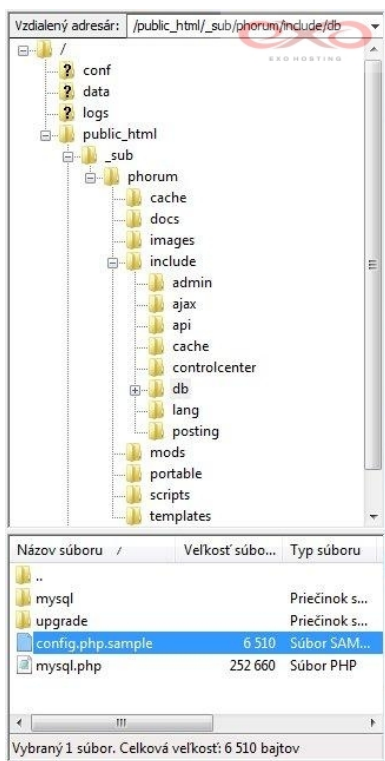 Vzdialený adresár: /public_html/_sub/phorum/include/db
exo
EXO HOSTING
/
? conf
? data
? logs
public_html
_sub
phorum
cache
docs
images
include
admin
ajax
api
cache
controlcenter
db
lang
posting
mods
portable
scripts
templates
Názov súboru / Veľkosť súbo... Typ súboru
..
mysql Priečinok s...
upgrade Priečinok s...
config.php.sample 6 510 Súbor SAM...
mysql.php 252 660 Súbor PHP
Vybraný 1 súbor. Celková veľkosť: 6 510 bajtov